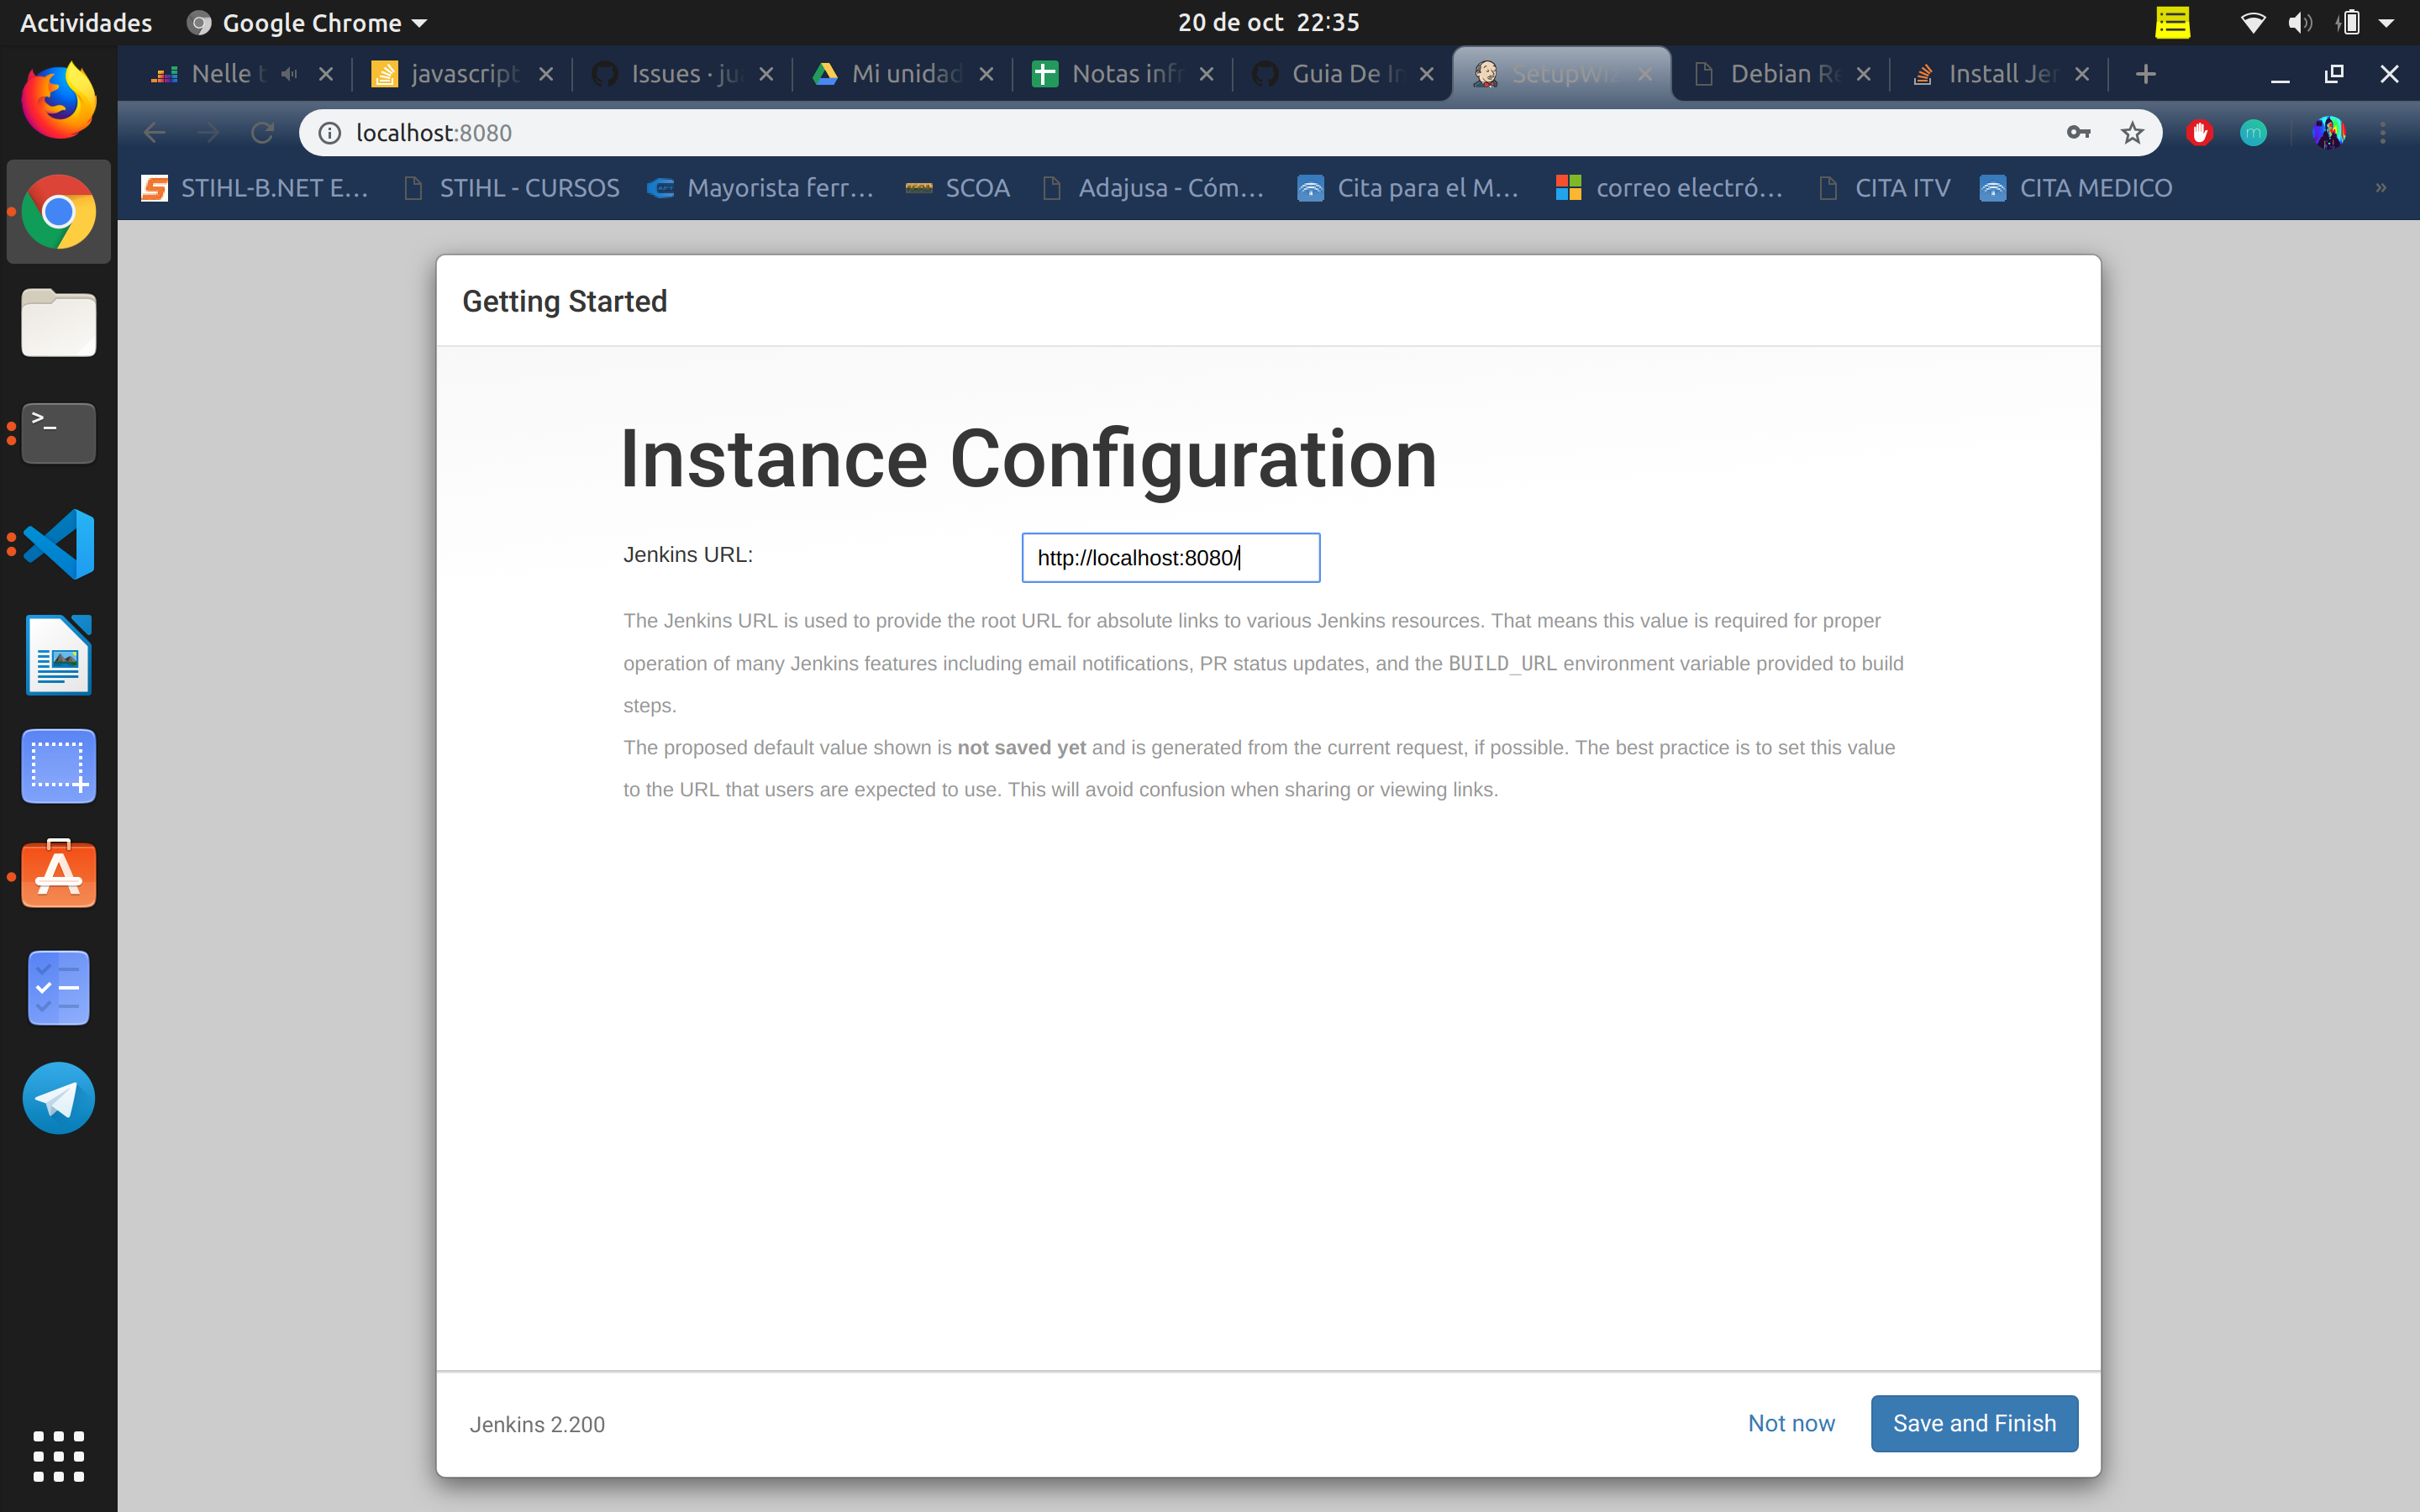 Actividades Google Chrome 20 de oct 22:35
Nelle t javascript Issues · ju Mi unidad Notas infr Guia De In SetupWiz Debian Re Install Jen
localhost:8080
STIHL-B.NET E... STIHL - CURSOS Mayorista ferr... SCOA Adajusa - Cóm... Cita para el M... correo electró... CITA ITV CITA MEDICO »
Getting Started
Instance Configuration
Jenkins URL: http://localhost:8080/
The Jenkins URL is used to provide the root URL for absolute links to various Jenkins resources. That means this value is required for proper
operation of many Jenkins features including email notifications, PR status updates, and the BUILD_URL environment variable provided to build
steps.
The proposed default value shown is not saved yet and is generated from the current request, if possible. The best practice is to set this value
to the URL that users are expected to use. This will avoid confusion when sharing or viewing links.
Jenkins 2.200 Not now Save and Finish